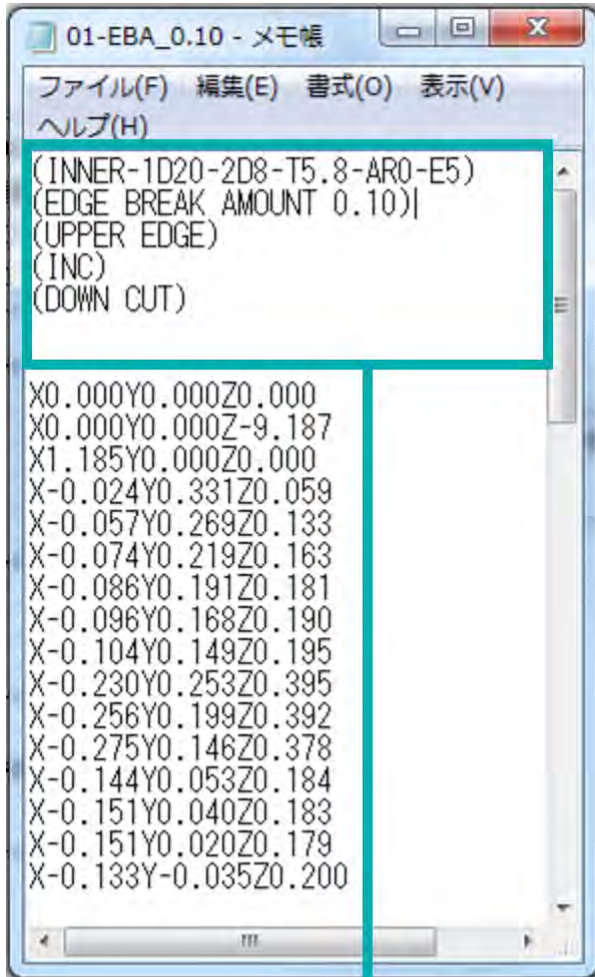 01-EBA_0.10 - メモ帳
ファイル(F) 編集(E) 書式(O) 表示(V)
ヘルプ(H)
(INNER-1D20-2D8-T5.8-AR0-E5)
(EDGE BREAK AMOUNT 0.10)
(UPPER EDGE)
(INC)
(DOWN CUT)
X0.000Y0.000Z0.000
X0.000Y0.000Z-9.187
X1.185Y0.000Z0.000
X-0.024Y0.331Z0.059
X-0.057Y0.269Z0.133
X-0.074Y0.219Z0.163
X-0.086Y0.191Z0.181
X-0.096Y0.168Z0.190
X-0.104Y0.149Z0.195
X-0.230Y0.253Z0.395
X-0.256Y0.199Z0.392
X-0.275Y0.146Z0.378
X-0.144Y0.053Z0.184
X-0.151Y0.040Z0.183
X-0.151Y0.020Z0.179
X-0.133Y-0.035Z0.200